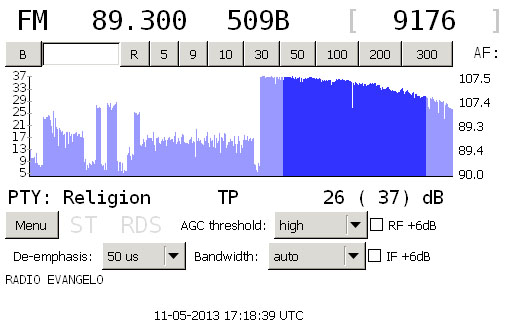 FM 89.300 509B [ 9176 ]
B R 5 9 10 30 50 100 200 300 AF:
37 107.5
33
29 107.4
25
21 89.3
17
13 89.4
9
5 90.0
PTY: Religion TP 26 ( 37) dB
Menu ST RDS AGC threshold: high RF +6dB
De-emphasis: 50 us Bandwidth: auto IF +6dB
RADIO EVANGELO
11-05-2013 17:18:39 UTC